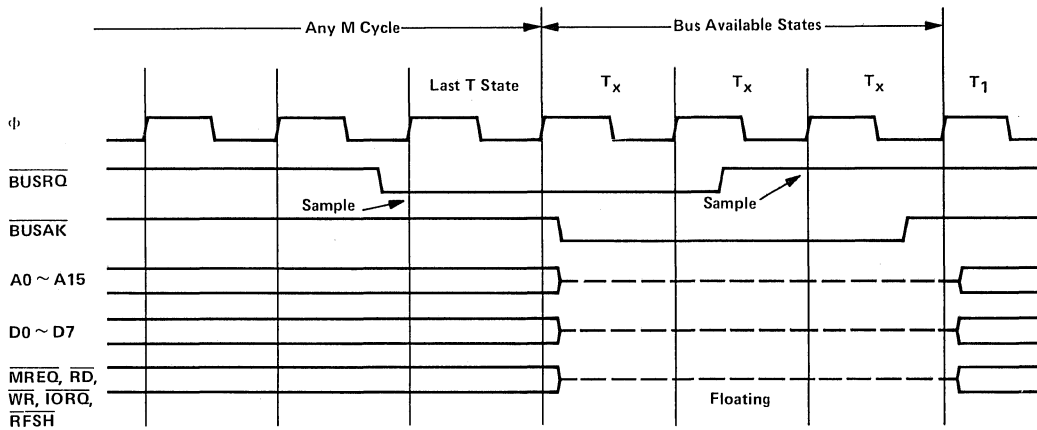 Any M Cycle
Bus Available States
Last T State
Tx
Tx
Tx
T1
Φ
BUSRQ
Sample
Sample
BUSAK
A0 ~ A15
D0 ~ D7
MREQ, RD,
WR, IORQ,
RFSH
Floating